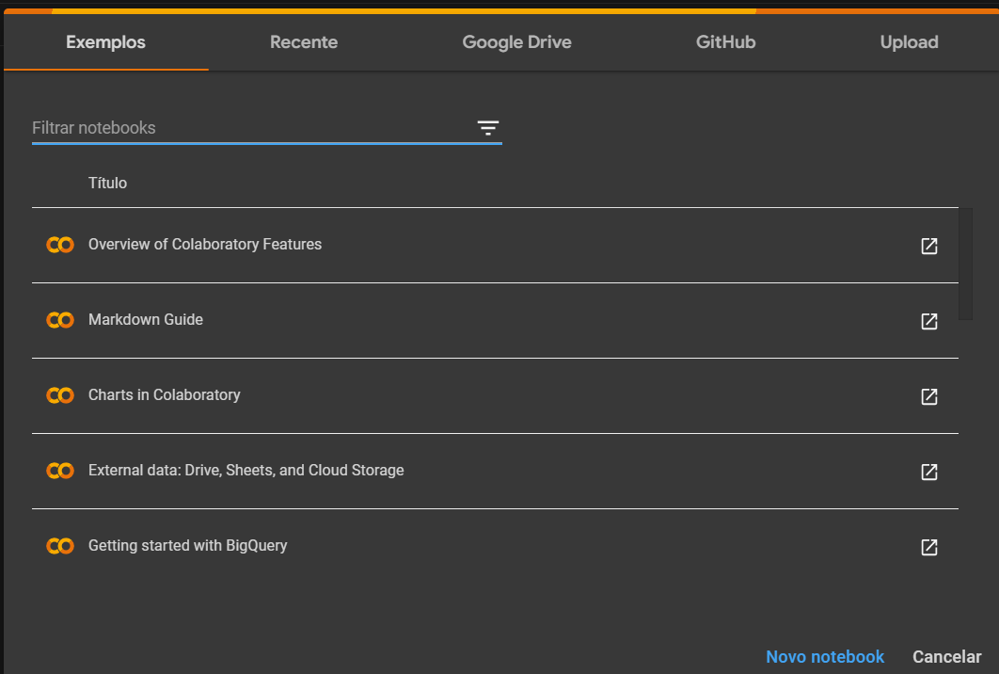 Exemplos Recente Google Drive GitHub Upload
Filtrar notebooks
Título
Overview of Colaboratory Features
Markdown Guide
Charts in Colaboratory
External data: Drive, Sheets, and Cloud Storage
Getting started with BigQuery
Novo notebook Cancelar